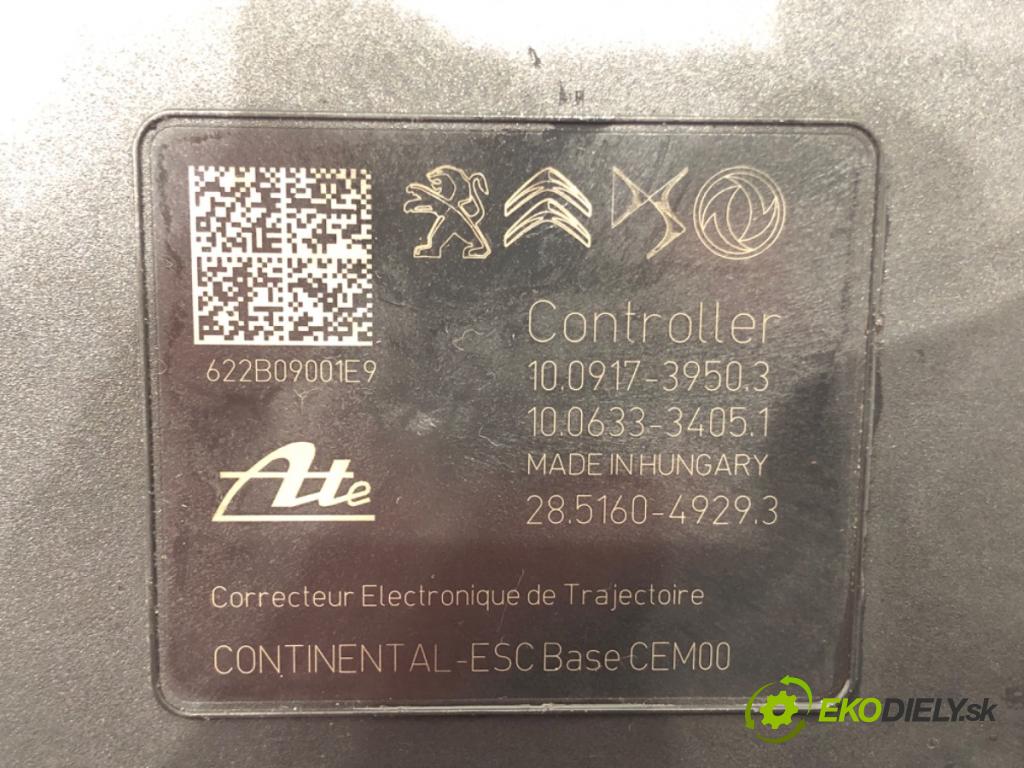 622B09001E9
Controller
10.0917-3950.3
10.0633-3405.1
MADE IN HUNGARY
28.5160-4929.3
Ate
Correcteur Electronique de Trajectoire
CONTINENTAL-ESC Base CEM00
EKODIELY.sk